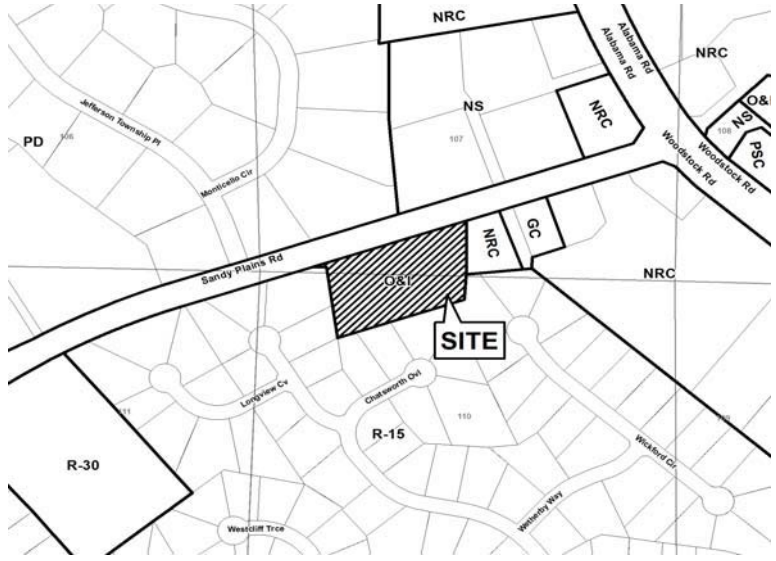 NRC
Alabama Rd
Alabama Rd
NRC
Jefferson Township Pl
NS
NRC
O&I
NS
108
PD
106
107
PSC
Woodstock Rd
Woodstock Rd
Monticello Cir
NRC
GC
Sandy Plains Rd
O&I
NRC
SITE
Longview Cv
Chatsworth Ovl
111
110
R-15
R-30
Wickford Cir
Wetherby Way
Westcliff Trce